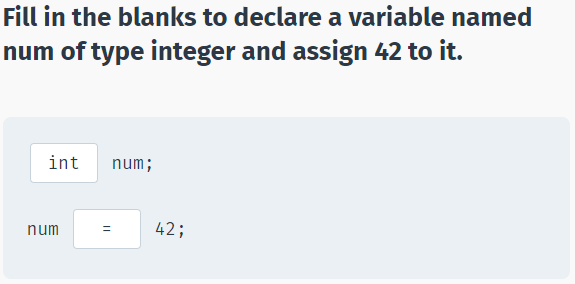 Fill in the blanks to declare a variable named
num of type integer and assign 42 to it.
int num;
num = 42;